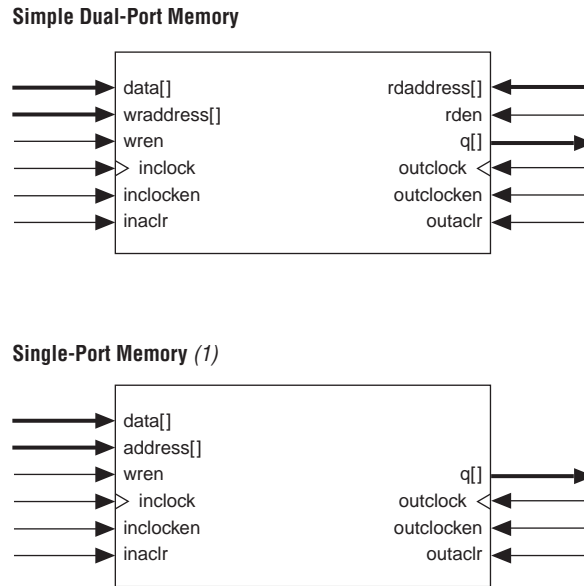 Simple Dual-Port Memory
data[] rdaddress[]
wraddress[] rden
wren q[]
inclock outclock
inclocken outclocken
inaclr outaclr
Single-Port Memory (1)
data[]
address[]
wren q[]
inclock outclock
inclocken outclocken
inaclr outaclr